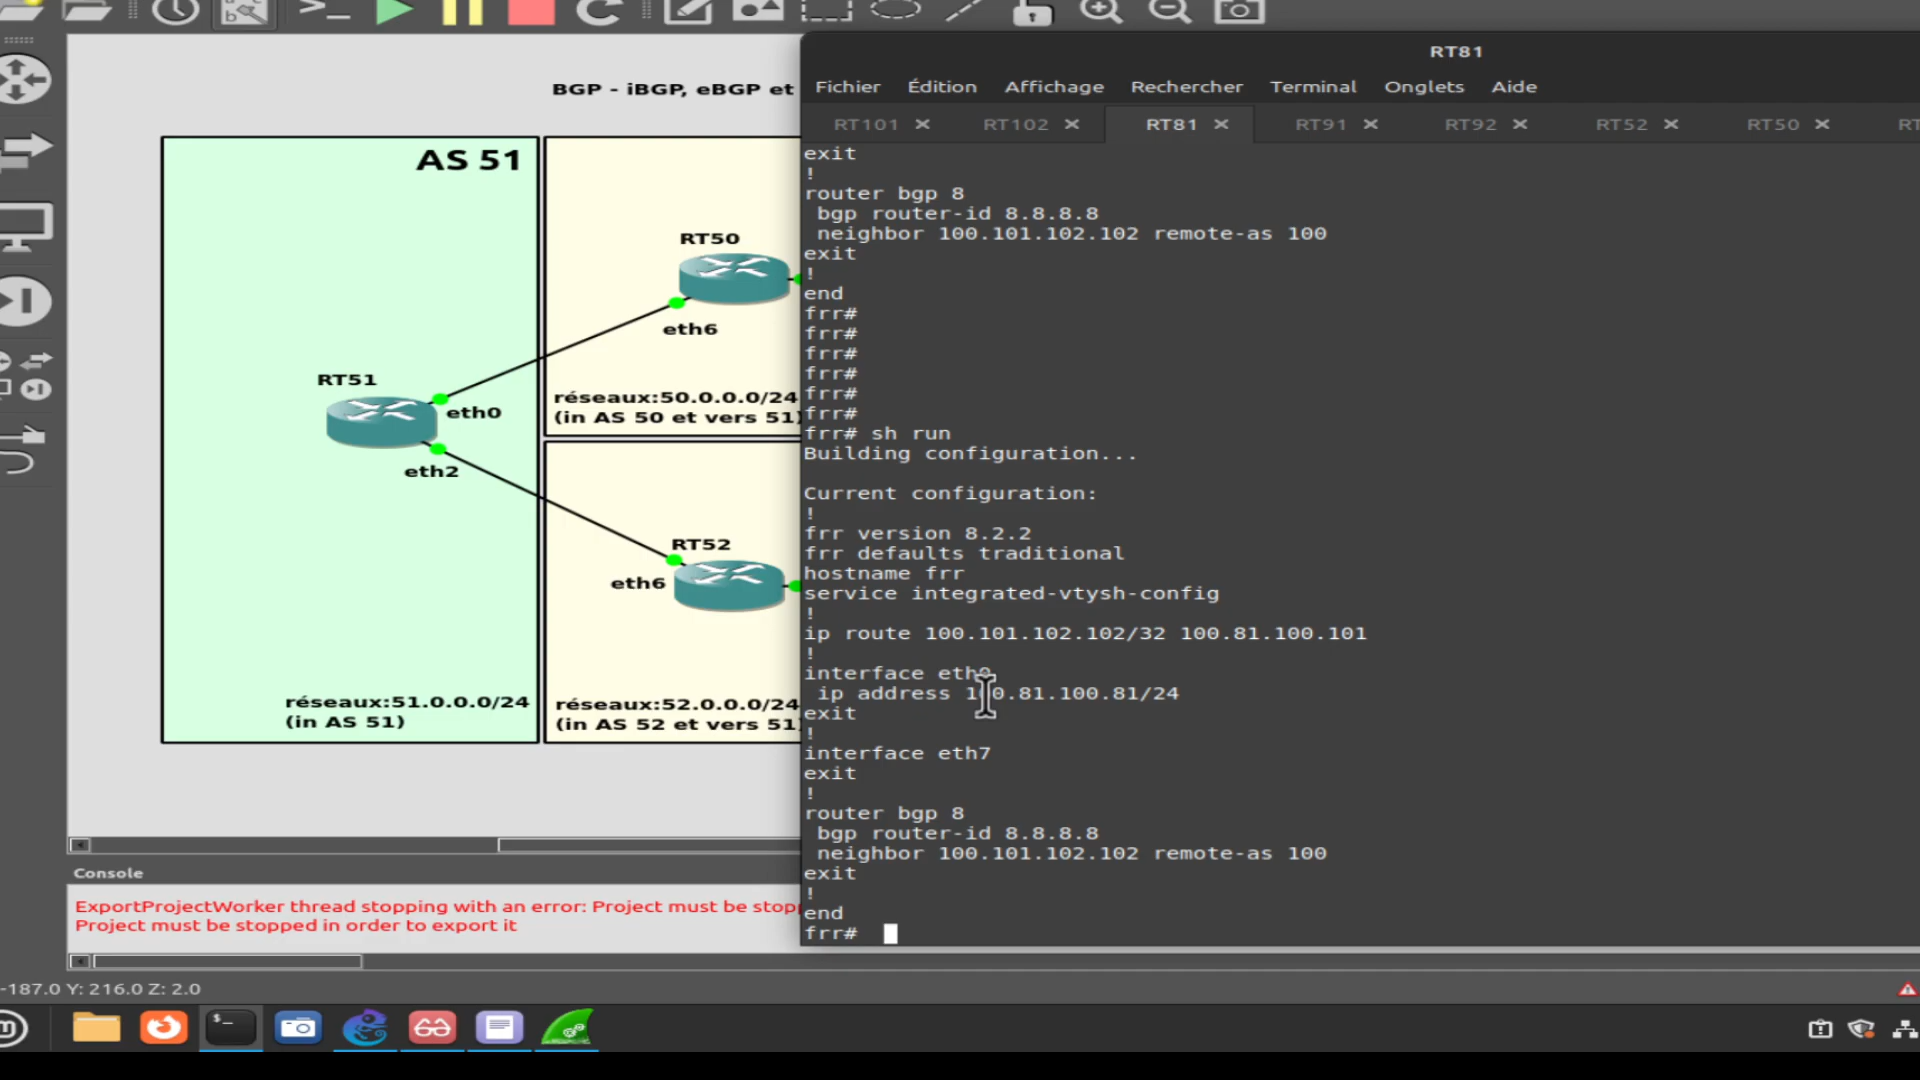 BGP - iBGP, eBGP et
AS 51
RT50
eth6
réseaux:50.0.0.0/24
(in AS 50 et vers 51)
RT51
eth0
eth2
RT52
eth6
réseaux:51.0.0.0/24
(in AS 51)
réseaux:52.0.0.0/24
(in AS 52 et vers 51)
Console
ExportProjectWorker thread stopping with an error: Project must be
Project must be stopped in order to export it
-187.0 Y: 216.0 Z: 2.0
RT81
Fichier Édition Affichage Rechercher Terminal Onglets Aide
RT101 RT102 RT81 RT91 RT92 RT52 RT50
exit
!
router bgp 8
 bgp router-id 8.8.8.8
 neighbor 100.101.102.102 remote-as 100
exit
!
end
frr#
frr#
frr#
frr#
frr#
frr#
frr# sh run
Building configuration...
Current configuration:
!
frr version 8.2.2
frr defaults traditional
hostname frr
service integrated-vtysh-config
!
ip route 100.101.102.102/32 100.81.100.101
!
interface
 ip address 100.81.100.81/24
exit
!
interface eth7
exit
!
router bgp 8
 bgp router-id 8.8.8.8
 neighbor 100.101.102.102 remote-as 100
exit
!
end
frr#